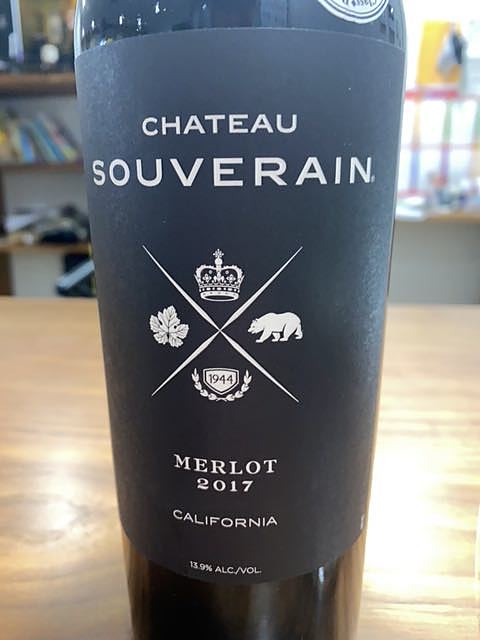 CHATEAU
SOUVERAIN®
1944
MERLOT
2017
CALIFORNIA
13.9% ALC./VOL.